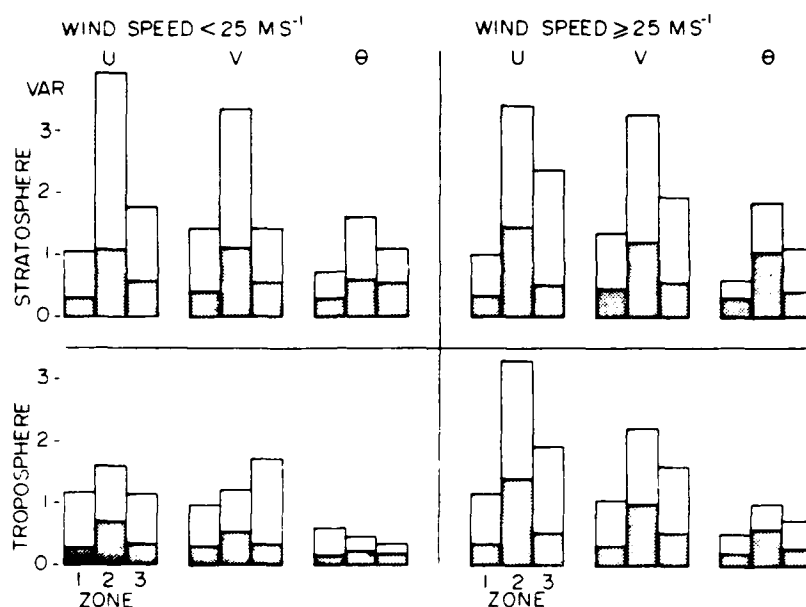 WIND SPEED < 25 MS⁻¹ WIND SPEED ⩾ 25 MS⁻¹
U V Θ U V Θ
VAR
3
2
1
0
STRATOSPHERE
3
2
1
0
TROPOSPHERE
1 2 3 1 2 3
ZONE ZONE